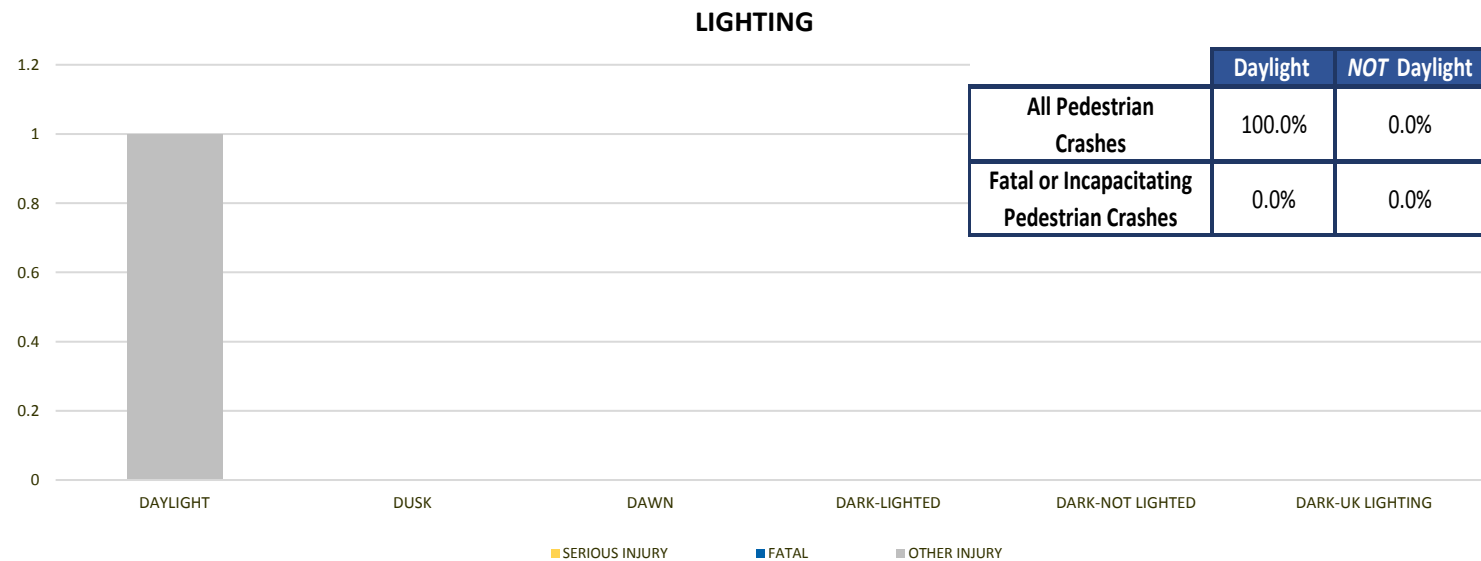 LIGHTING
Daylight NOT Daylight
All Pedestrian
Crashes
100.0% 0.0%
Fatal or Incapacitating
Pedestrian Crashes
0.0% 0.0%
1.2
1
0.8
0.6
0.4
0.2
0
DAYLIGHT DUSK DAWN DARK-LIGHTED DARK-NOT LIGHTED DARK-UK LIGHTING
SERIOUS INJURY FATAL OTHER INJURY